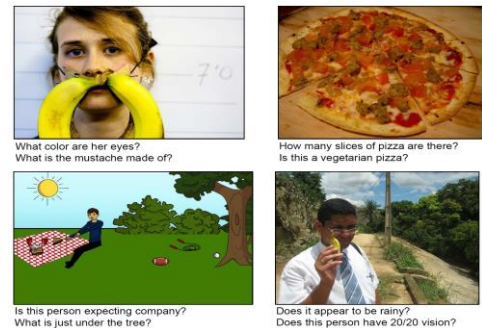 7'0
What color are her eyes?
What is the mustache made of?
How many slices of pizza are there?
Is this a vegetarian pizza?
Is this person expecting company?
What is just under the tree?
Does it appear to be rainy?
Does this person have 20/20 vision?